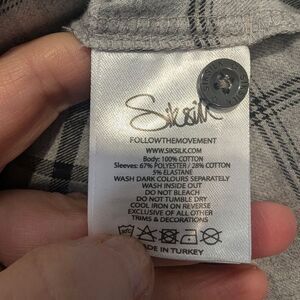 SikSilk
FOLLOWTHEMOVEMENT
WWW.SIKSILK.COM
Body: 100% COTTON
Sleeves: 67% POLYESTER / 28% COTTON
5% ELASTANE
WASH DARK COLOURS SEPARATELY
WASH INSIDE OUT
DO NOT BLEACH
DO NOT TUMBLE DRY
COOL IRON ON REVERSE
EXCLUSIVE OF ALL OTHER
TRIMS & DECORATIONS
MADE IN TURKEY